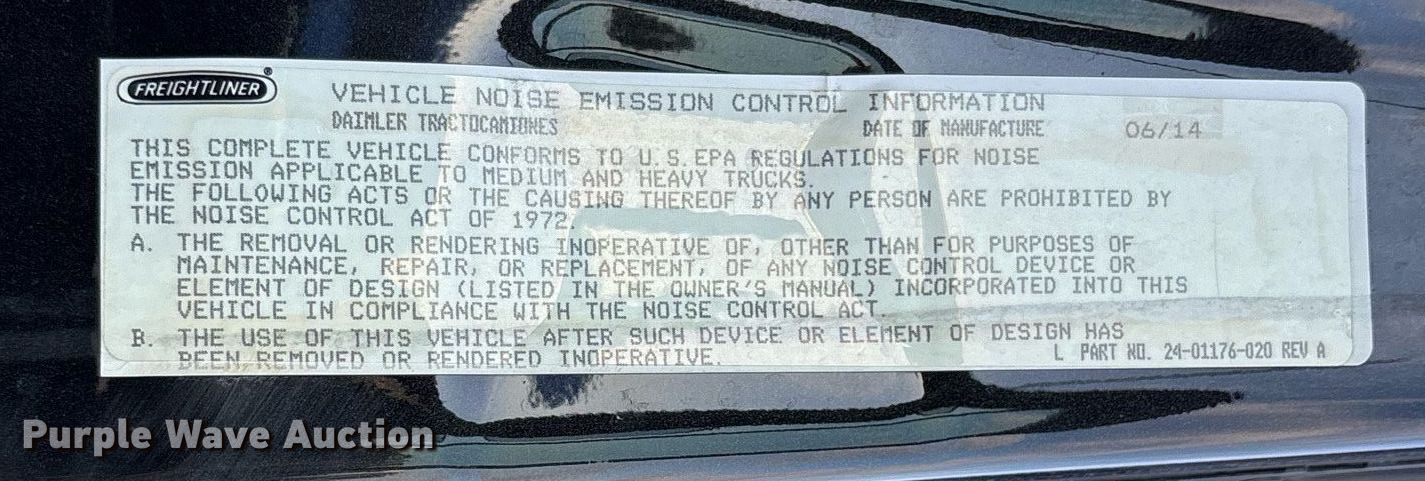 FREIGHTLINER®
VEHICLE NOISE EMISSION CONTROL INFORMATION
DAIMLER TRACTOCAMIONES DATE OF MANUFACTURE 06/14
THIS COMPLETE VEHICLE CONFORMS TO U.S. EPA REGULATIONS FOR NOISE
EMISSION APPLICABLE TO MEDIUM AND HEAVY TRUCKS.
THE FOLLOWING ACTS OR THE CAUSING THEREOF BY ANY PERSON ARE PROHIBITED BY
THE NOISE CONTROL ACT OF 1972.
A. THE REMOVAL OR RENDERING INOPERATIVE OF, OTHER THAN FOR PURPOSES OF
MAINTENANCE, REPAIR, OR REPLACEMENT, OF ANY NOISE CONTROL DEVICE OR
ELEMENT OF DESIGN (LISTED IN THE OWNER'S MANUAL) INCORPORATED INTO THIS
VEHICLE IN COMPLIANCE WITH THE NOISE CONTROL ACT.
B. THE USE OF THIS VEHICLE AFTER SUCH DEVICE OR ELEMENT OF DESIGN HAS
BEEN REMOVED OR RENDERED INOPERATIVE.
L PART NO. 24-01176-020 REV A
Purple Wave Auction